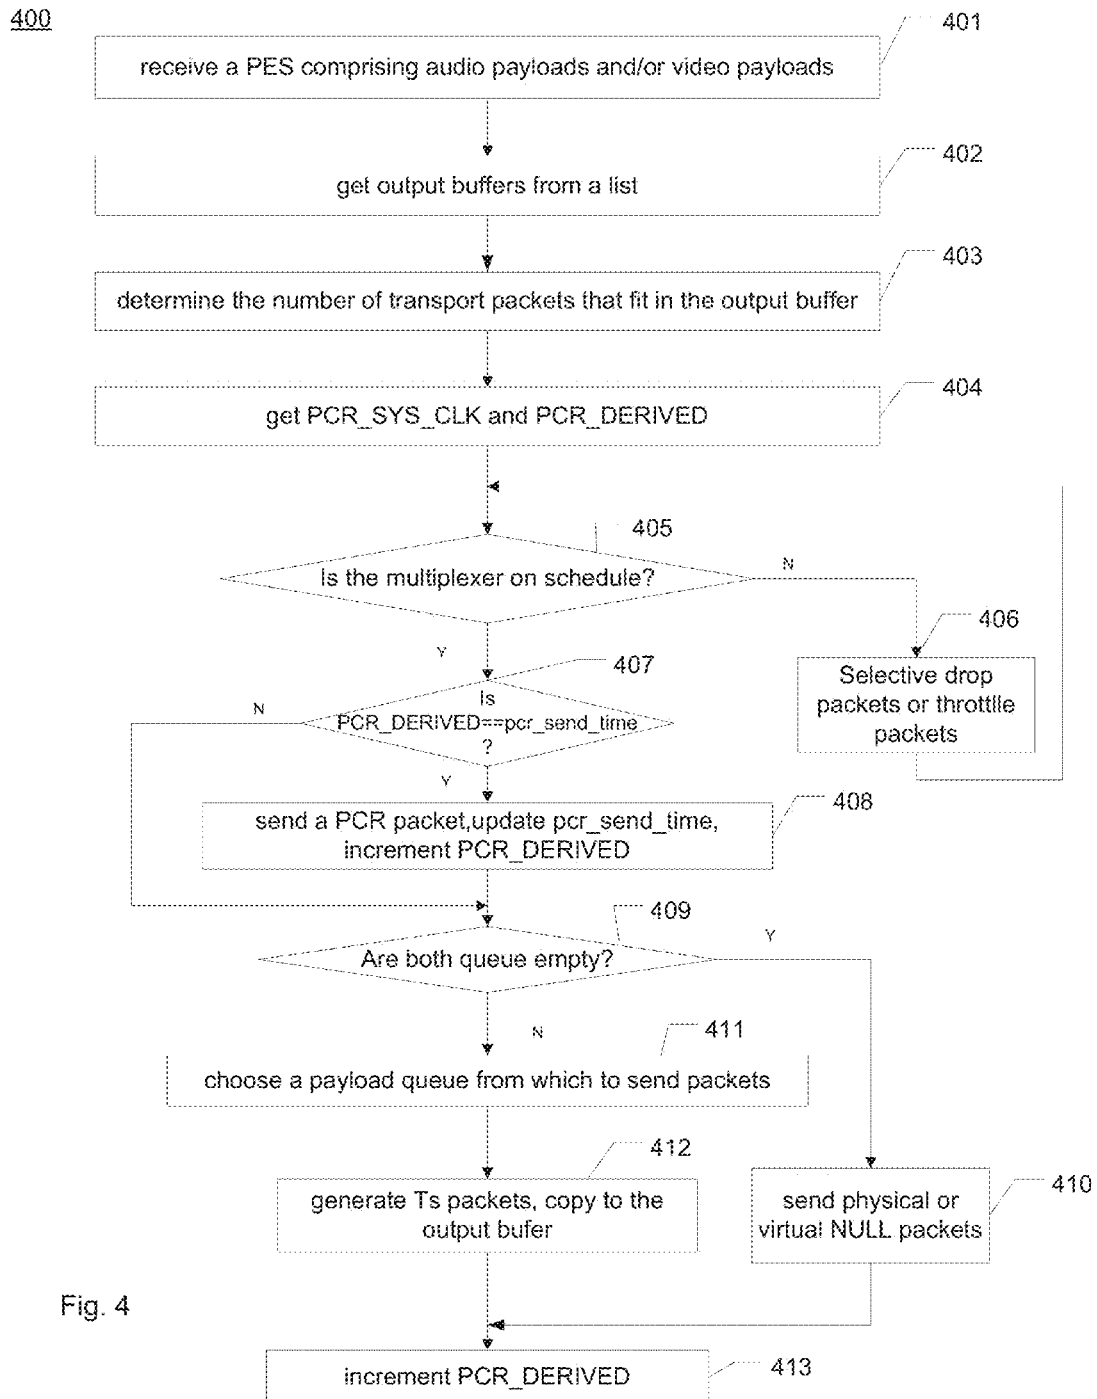 400
401
receive a PES comprising audio payloads and/or video payloads
402
get output buffers from a list
403
determine the number of transport packets that fit in the output buffer
404
get PCR_SYS_CLK and PCR_DERIVED
405
Is the multiplexer on schedule?
N
406
Y
Selective drop
packets or throttlle
packets
407
Is
PCR_DERIVED==pcr_send_time
?
N
Y
408
send a PCR packet,update pcr_send_time,
increment PCR_DERIVED
409
Are both queue empty?
Y
N
411
choose a payload queue from which to send packets
412
generate Ts packets, copy to the
output bufer
410
send physical or
virtual NULL packets
Fig. 4
increment PCR_DERIVED
413